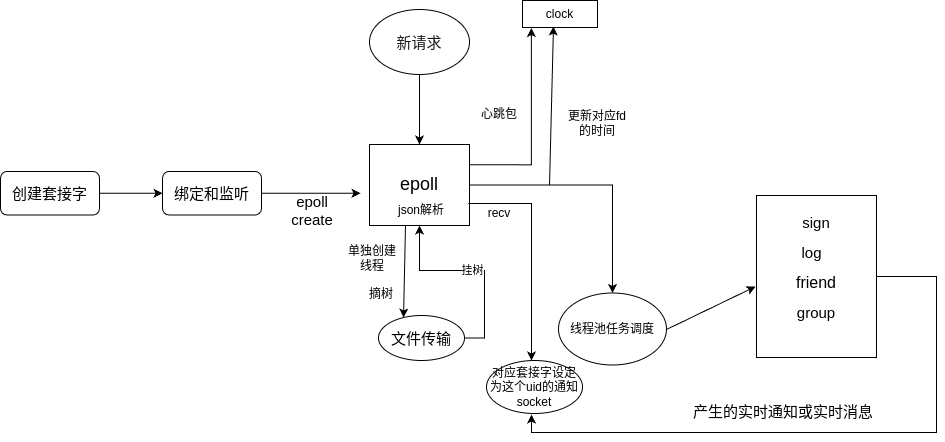 clock
新请求
心跳包
更新对应fd
的时间
创建套接字
绑定和监听
epoll
create
epoll
json解析
recv
单独创建
线程
摘树
挂树
文件传输
sign
log
friend
group
线程池任务调度
对应套接字设定
为这个uid的通知
socket
产生的实时通知或实时消息